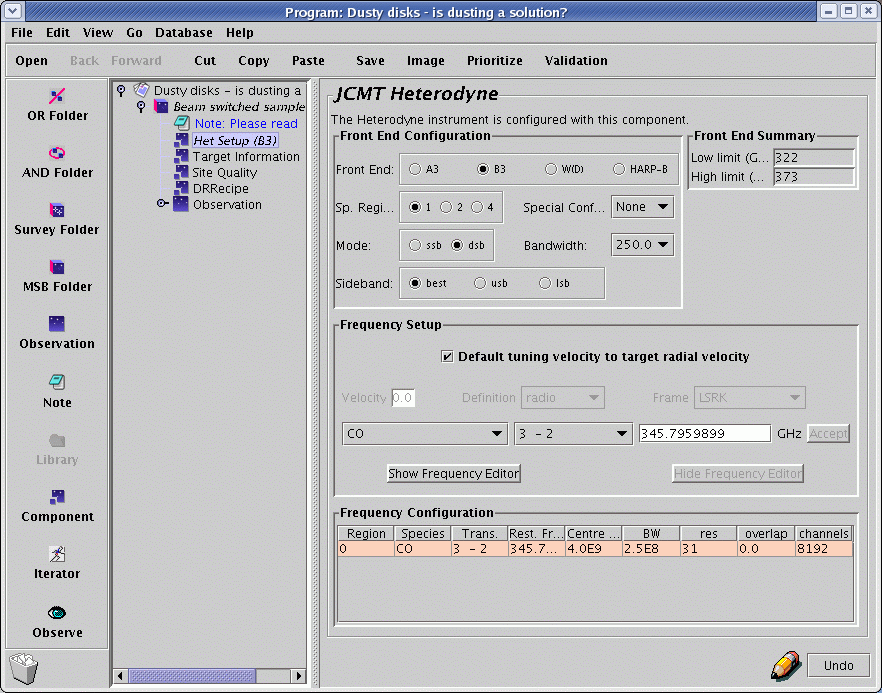 Program: Dusty disks - is dusting a solution?
File Edit View Go Database Help
Open Back Forward Cut Copy Paste Save Image Prioritize Validation
OR Folder
AND Folder
Survey Folder
MSB Folder
Observation
Note
Library
Component
Iterator
Observe
Dusty disks - is dusting a
Beam switched sample
Note: Please read
Het Setup (B3)
Target Information
Site Quality
DRRecipe
Observation
JCMT Heterodyne
The Heterodyne instrument is configured with this component.
Front End Configuration
Front End: A3 B3 W(D) HARP-B
Sp. Regi... 1 2 4 Special Conf... None
Mode: ssb dsb Bandwidth: 250.0
Sideband: best usb lsb
Front End Summary
Low limit (G... 322
High limit (... 373
Frequency Setup
Default tuning velocity to target radial velocity
Velocity 0.0 Definition radio Frame LSRK
CO 3 - 2 345.7959899 GHz Accept
Show Frequency Editor Hide Frequency Editor
Frequency Configuration
Region Species Trans. Rest. Fr... Centre ... BW res overlap channels
0 CO 3 - 2 345.7... 4.0E9 2.5E8 31 0.0 8192
Undo